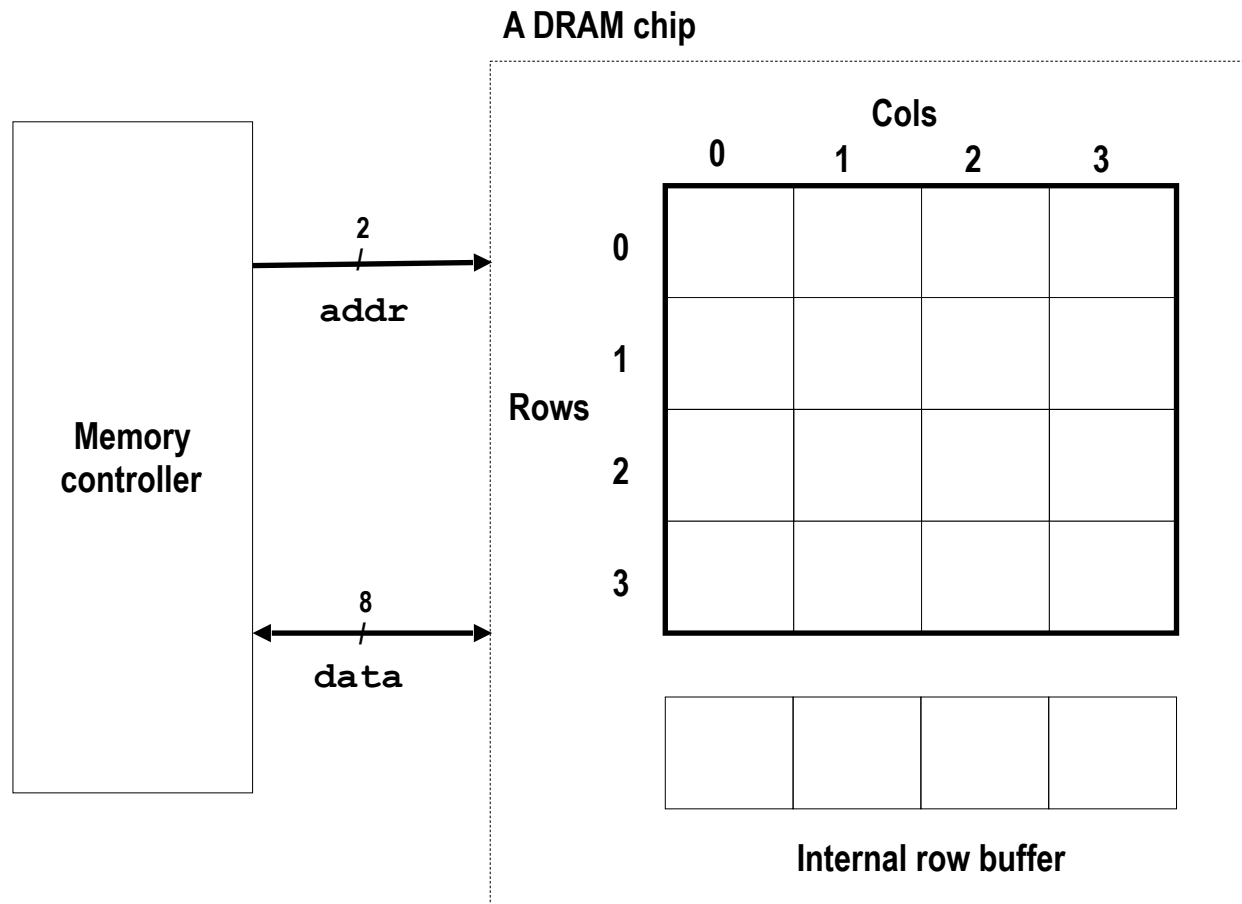 A DRAM chip
Cols
0 1 2 3
2
0
addr
1
Rows
Memory
controller
2
3
8
data
Internal row buffer